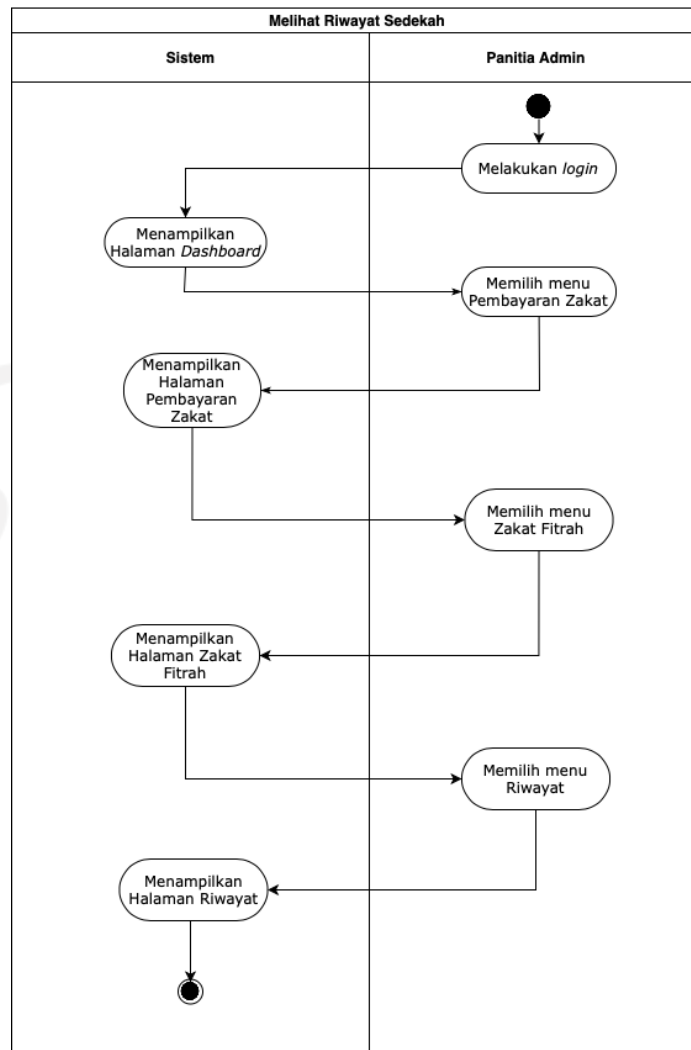 Melihat Riwayat Sedekah
Sistem
Panitia Admin
Melakukan login
Menampilkan
Halaman Dashboard
Memilih menu
Pembayaran Zakat
Menampilkan
Halaman
Pembayaran
Zakat
Memilih menu
Zakat Fitrah
Menampilkan
Halaman Zakat
Fitrah
Memilih menu
Riwayat
Menampilkan
Halaman Riwayat